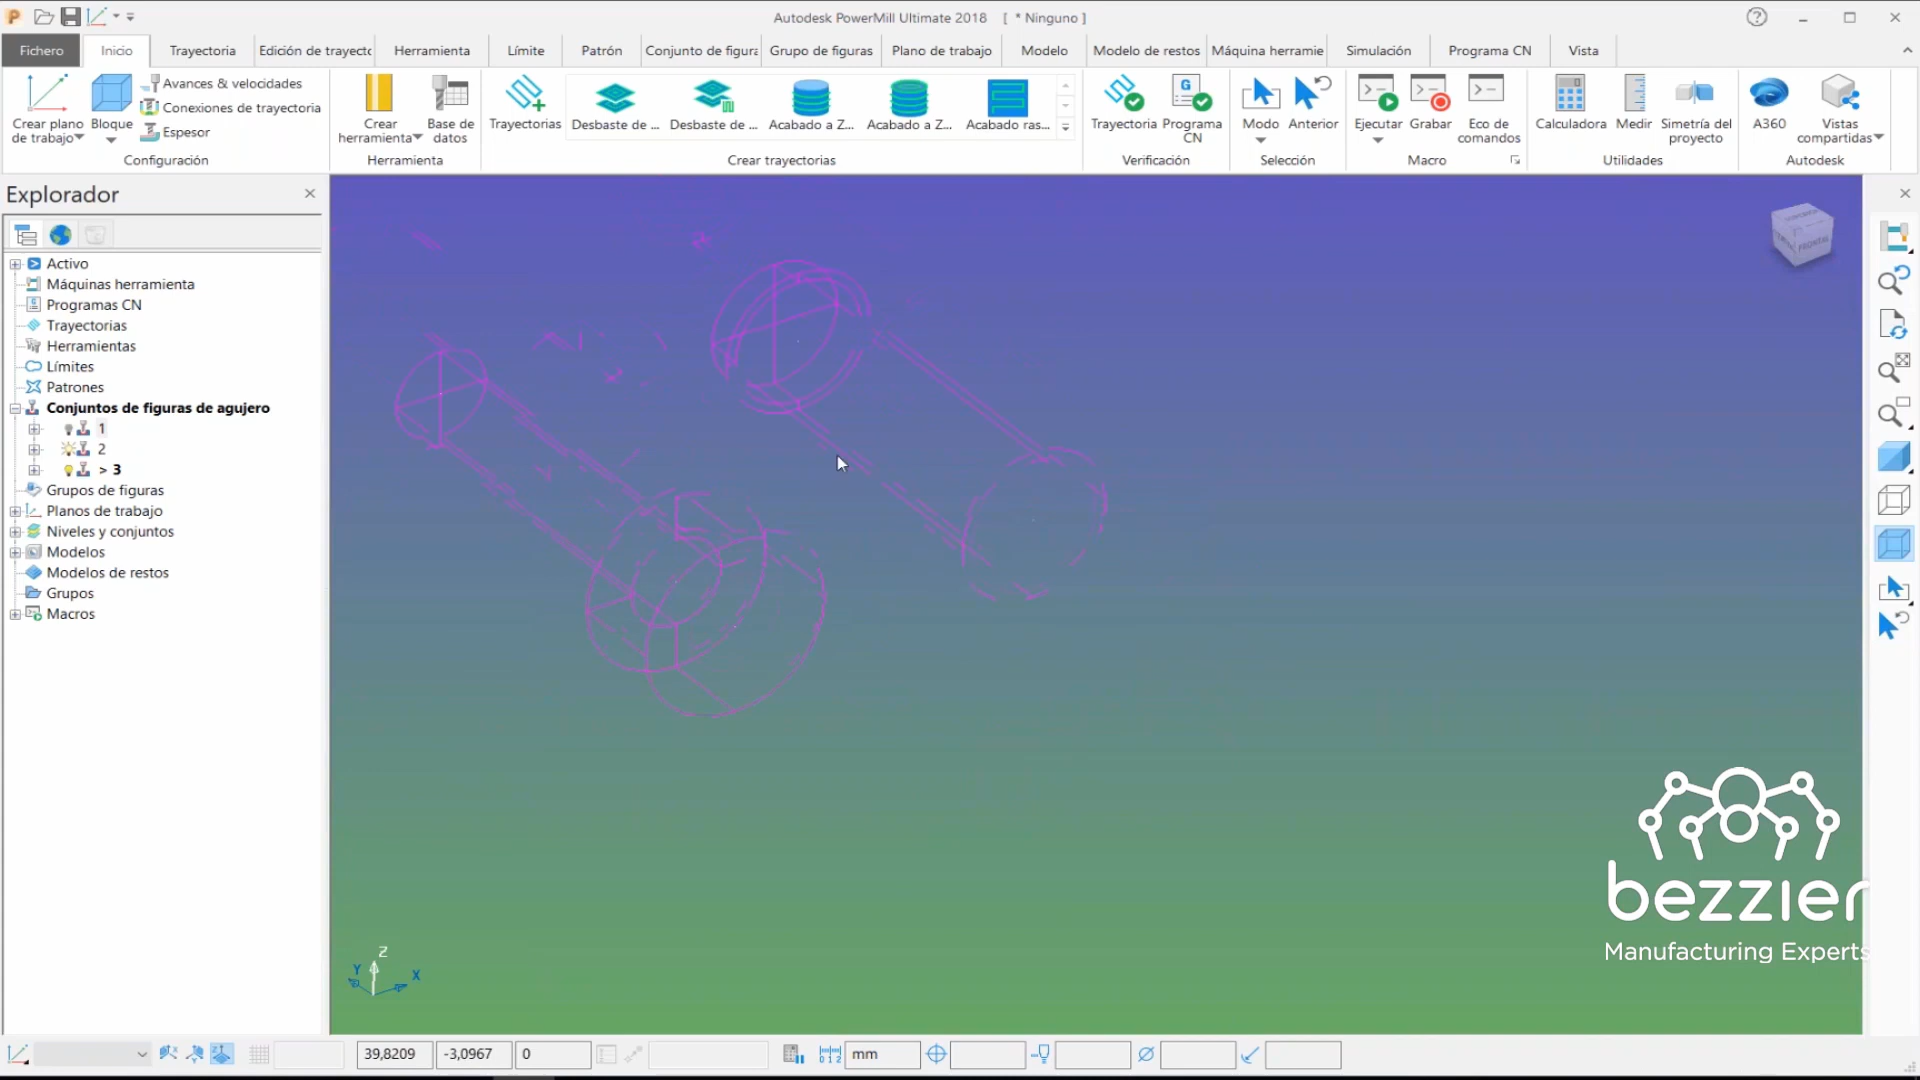 Autodesk PowerMill Ultimate 2018 [ * Ninguno ]
Fichero Inicio Trayectoria Edición de trayectc Herramienta Límite Patrón Conjunto de figura Grupo de figuras Plano de trabajo Modelo Modelo de restos Máquina herramie Simulación Programa CN Vista
Crear plano de trabajo Bloque Avances & velocidades Conexiones de trayectoria Espesor
Configuración
Crear herramienta Base de datos
Herramienta
Trayectorias Desbaste de ... Desbaste de ... Acabado a Z... Acabado a Z... Acabado ras...
Crear trayectorias
Trayectoria Programa CN
Verificación
Modo Anterior
Selección
Ejecutar Grabar Eco de comandos
Macro
Calculadora Medir Simetría del proyecto
Utilidades
A360 Vistas compartidas
Autodesk
Explorador
Activo
Máquinas herramienta
Programas CN
Trayectorias
Herramientas
Límites
Patrones
Conjuntos de figuras de agujero
1
2
> 3
Grupos de figuras
Planos de trabajo
Niveles y conjuntos
Modelos
Modelos de restos
Grupos
Macros
FRONTAL
Z
Y
X
bezzier
Manufacturing Experts
39,8209 -3,0967 0 mm